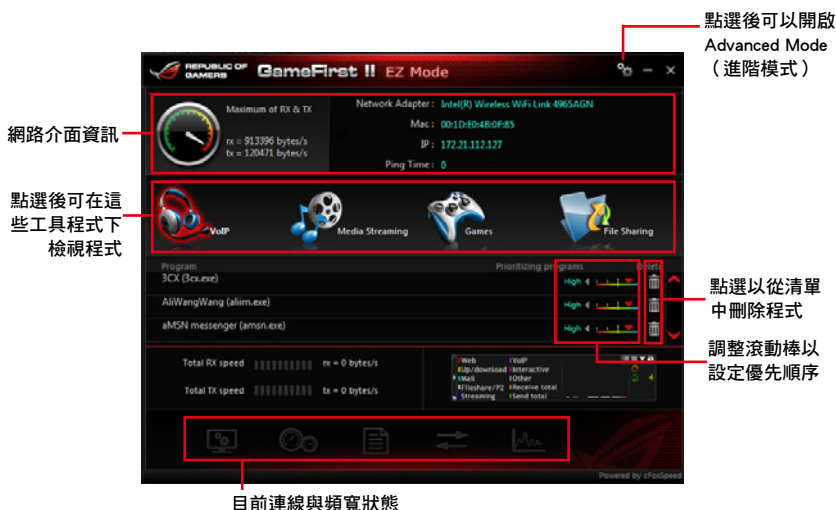 點選後可以開啟
Advanced Mode
（進階模式）
REPUBLIC OF
GAMERS
GameFirst II EZ Mode
網路介面資訊
Maximum of RX & TX
rx = 913396 bytes/s
tx = 120471 bytes/s
Network Adapter : Intel(R) Wireless WiFi Link 4965AGN
Mac : 00:1D:E0:4B:0F:85
IP : 172.21.112.127
Ping Time : 0
點選後可在這
些工具程式下
檢視程式
VoIP
Media Streaming
Games
File Sharing
Program
Prioritizing programs
Delete
3CX (3cx.exe)
High
AliWangWang (aliim.exe)
High
aMSN messenger (amsn.exe)
High
點選以從清單
中刪除程式
調整滾動棒以
設定優先順序
Total RX speed
rx = 0 bytes/s
Total TX speed
tx = 0 bytes/s
Web
VoIP
Up/download
Interactive
Mail
Other
Fileshare/P2
Receive total
Streaming
Send total
4
Powered by cFosSpeed
目前連線與頻寬狀態